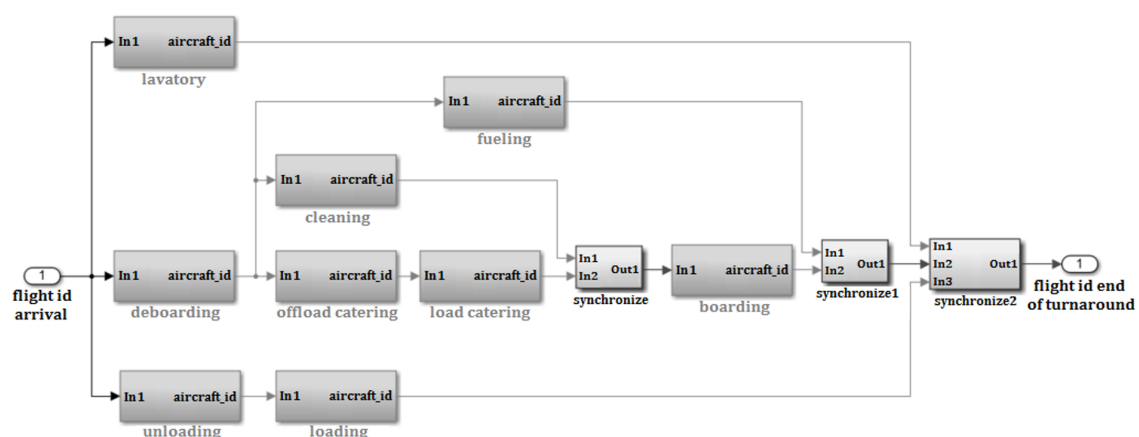 In1 aircraft_id
lavatory
In1 aircraft_id
fueling
In1 aircraft_id
cleaning
1
flight id
arrival
In1 aircraft_id
deboarding
In1 aircraft_id
offload catering
In1 aircraft_id
load catering
In1
In2
Out1
synchronize
In1 aircraft_id
boarding
In1
In2
Out1
synchronize1
In1
In2
In3
Out1
synchronize2
1
flight id end
of turnaround
In1 aircraft_id
unloading
In1 aircraft_id
loading